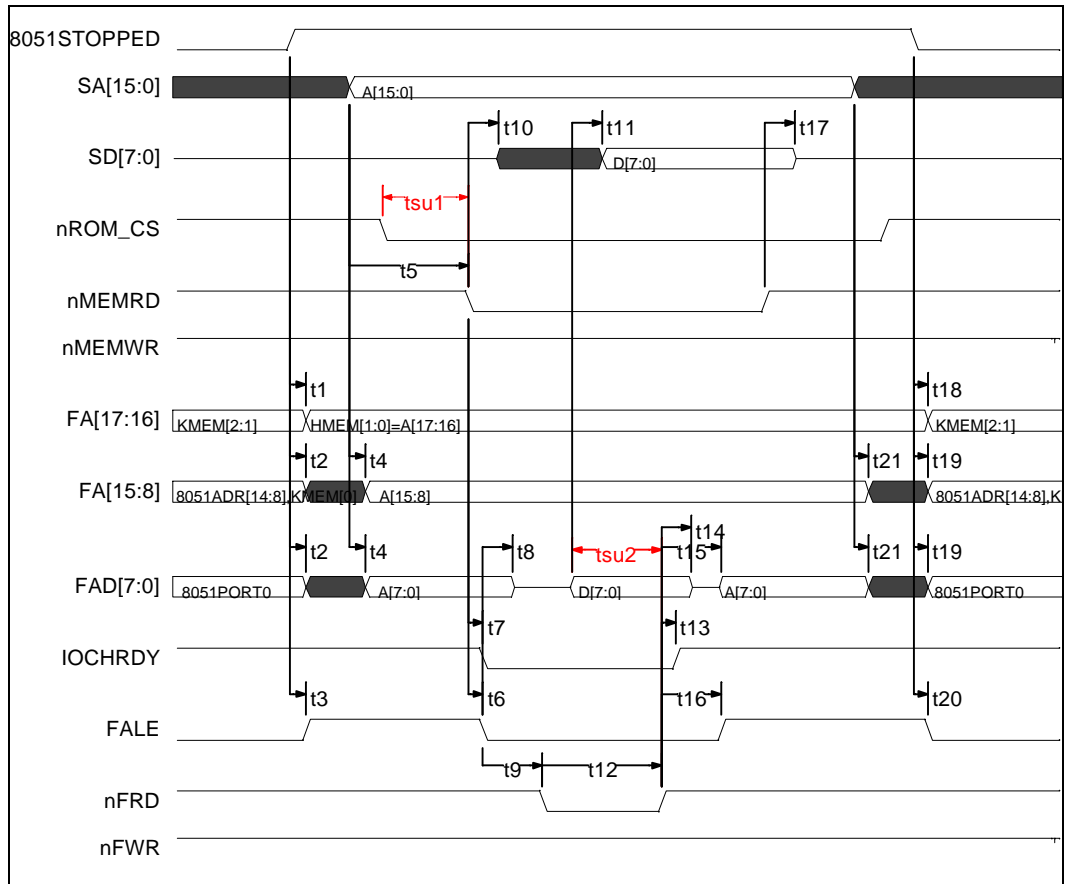 8051STOPPED
SA[15:0]
A[15:0]
t10
t11
t17
SD[7:0]
D[7:0]
tsu1
nROM_CS
t5
nMEMRD
nMEMWR
t1
t18
FA[17:16]
KMEM[2:1]
HMEM[1:0]=A[17:16]
KMEM[2:1]
t2
t4
t21
t19
FA[15:8]
8051ADR[14:8],KMEM[0]
A[15:8]
8051ADR[14:8],K
t14
t2
t4
t8
tsu2
t15
t21
t19
FAD[7:0]
8051PORT0
A[7:0]
D[7:0]
A[7:0]
8051PORT0
t7
t13
IOCHRDY
t3
t6
t16
t20
FALE
t9
t12
nFRD
nFWR